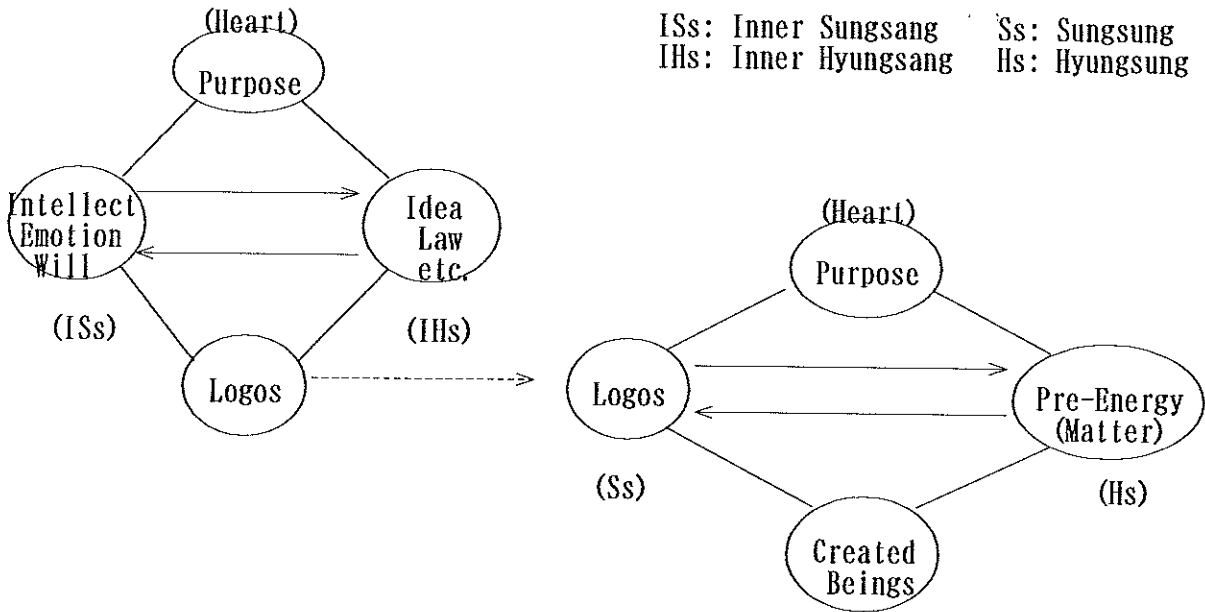 (Heart)
Purpose
ISs: Inner Sungsang Ss: Sungsung
IHs: Inner Hyungsang Hs: Hyungsung
Intellect
Emotion
Will
Idea
Law
etc.
(ISs)
(IHs)
Logos
(Heart)
Purpose
Logos
Pre-Energy
(Matter)
(Ss)
(Hs)
Created
Beings